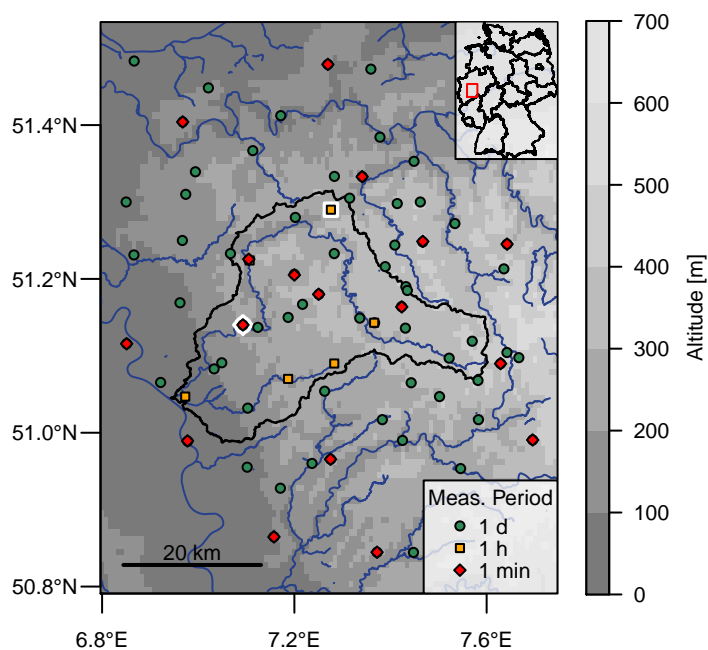 700
600
500
400
300
200
100
0
Altitude [m]
51.4°N
51.2°N
51.0°N
50.8°N
6.8°E
7.2°E
7.6°E
20 km
Meas. Period
1 d
1 h
1 min